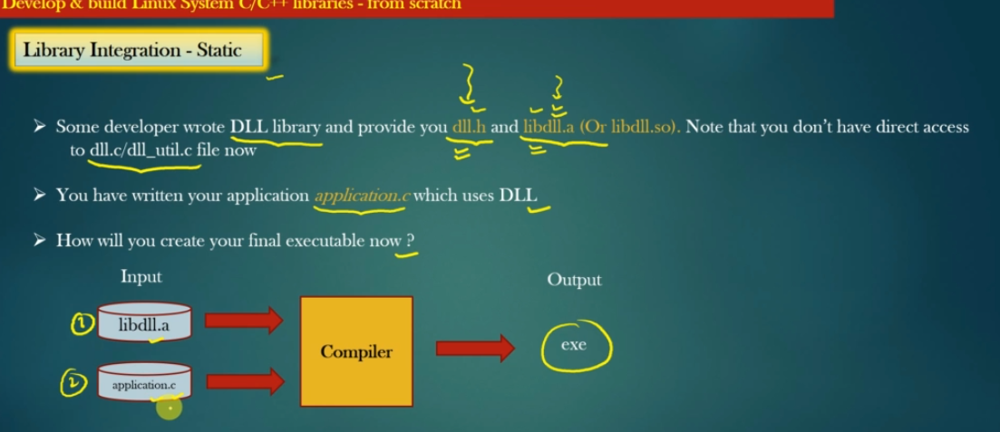 Develop & build Linux System C/C++ libraries - from scratch
Library Integration - Static
➤ Some developer wrote DLL library and provide you dll.h and libdll.a (Or libdll.so). Note that you don't have direct access
to dll.c/dll_util.c file now
➤ You have written your application application.c which uses DLL
➤ How will you create your final executable now ?
Input
Output
1 libdll.a
Compiler
exe
2 application.c